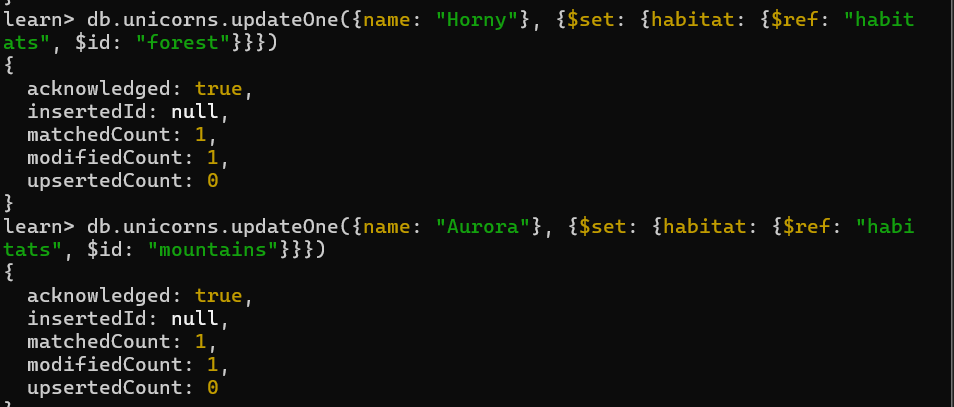 learn> db.unicorns.updateOne({name: "Horny"}, {$set: {habitat: {$ref: "habit
ats", $id: "forest"}}})
{
  acknowledged: true,
  insertedId: null,
  matchedCount: 1,
  modifiedCount: 1,
  upsertedCount: 0
}
learn> db.unicorns.updateOne({name: "Aurora"}, {$set: {habitat: {$ref: "habi
tats", $id: "mountains"}}})
{
  acknowledged: true,
  insertedId: null,
  matchedCount: 1,
  modifiedCount: 1,
  upsertedCount: 0